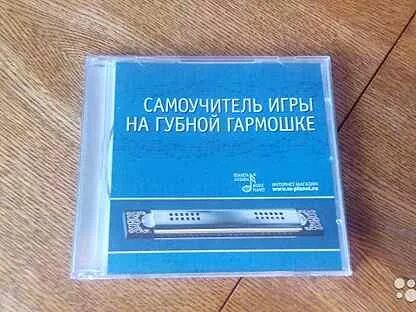 САМОУЧИТЕЛЬ ИГРЫ
НА ГУБНОЙ ГАРМОШКЕ
ИНТЕРНЕТ МАГАЗИН